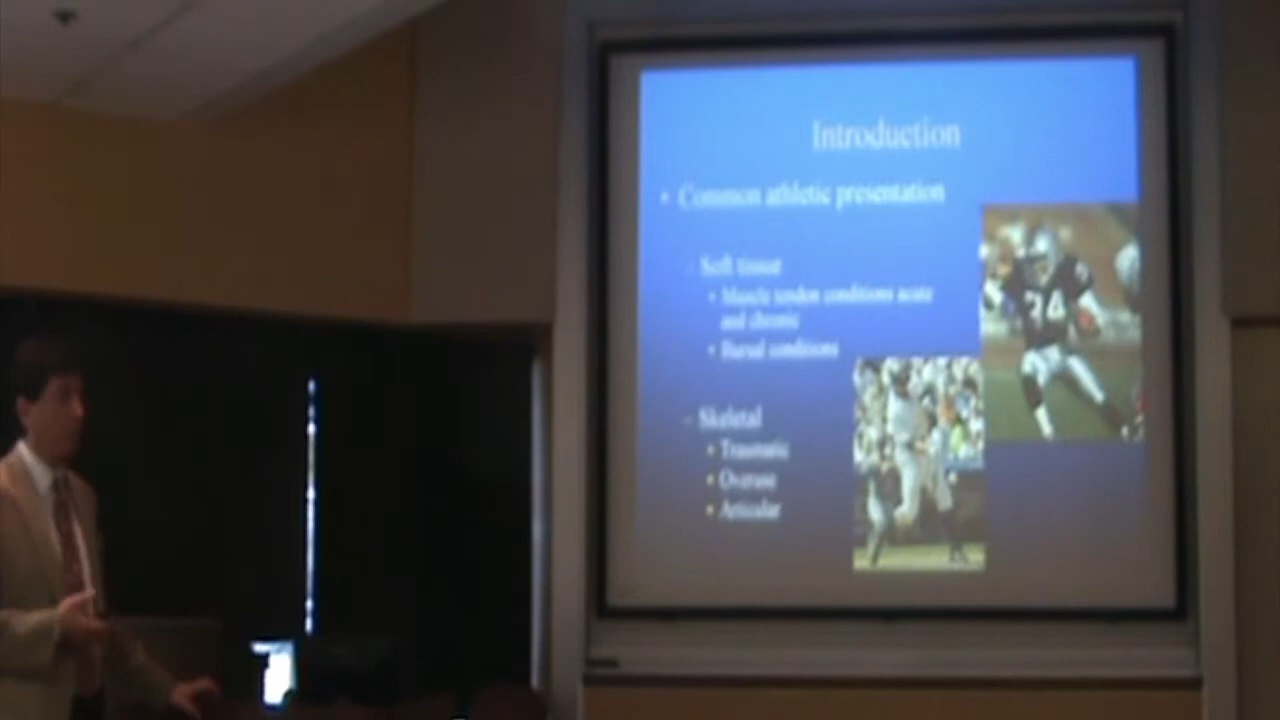 Introduction
• Common athletic presentation
– Soft tissue
• Muscle tendon conditions acute
and chronic
• Bursal conditions
– Skeletal
• Traumatic
• Overuse
• Articular
24